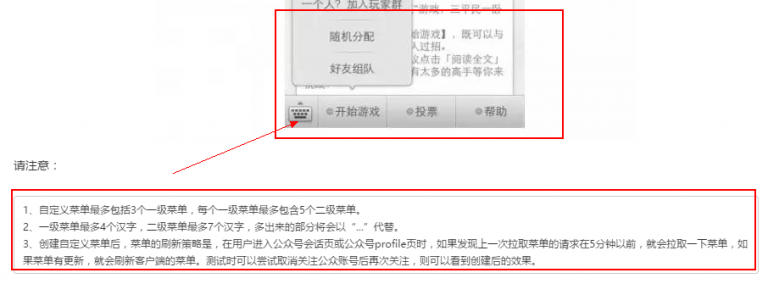 一个人？加入玩家群
游戏，三平民一卧
随机分配
始游戏】，既可以与
人过招。
议点击「阅读全文」
好友组队
有太多的高手等你来
开始游戏
投票
帮助
请注意：
1、自定义菜单最多包括3个一级菜单，每个一级菜单最多包含5个二级菜单。
2、一级菜单最多4个汉字，二级菜单最多7个汉字，多出来的部分将会以“...”代替。
3、创建自定义菜单后，菜单的刷新策略是，在用户进入公众号会话页或公众号profile页时，如果发现上一次拉取菜单的请求在5分钟以前，就会拉取一下菜单，如
果菜单有更新，就会刷新客户端的菜单。测试时可以尝试取消关注公众账号后再次关注，则可以看到创建后的效果。